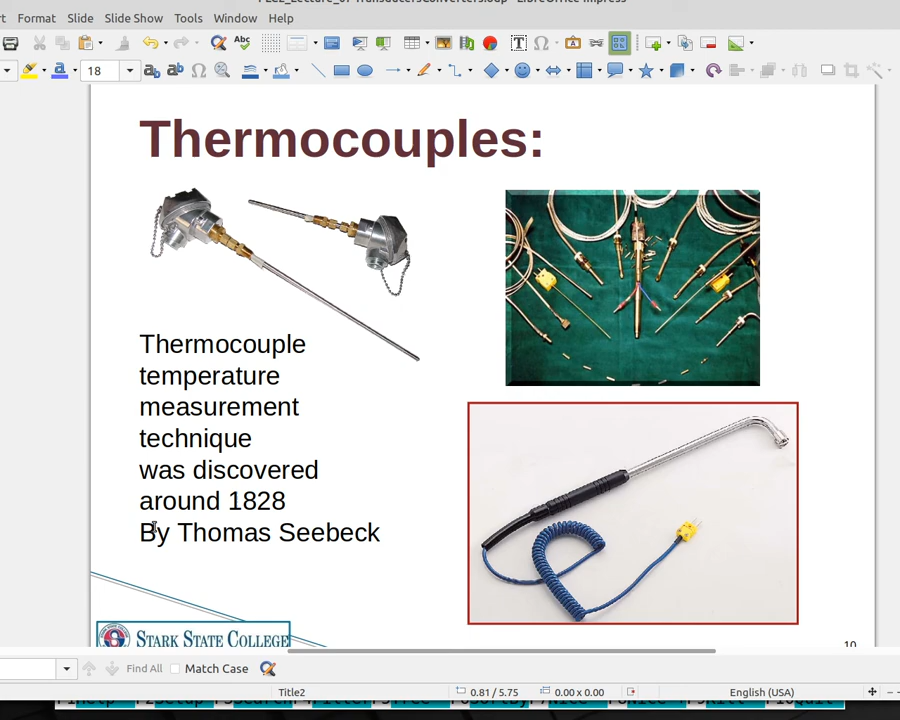 Format Slide Slide Show Tools Window Help
18
Thermocouples:
Thermocouple
temperature
measurement
technique
was discovered
around 1828
By Thomas Seebeck
STARK STATE COLLEGE
10
Find All Match Case
Title2 0.81 / 5.75 0.00 x 0.00 English (USA)